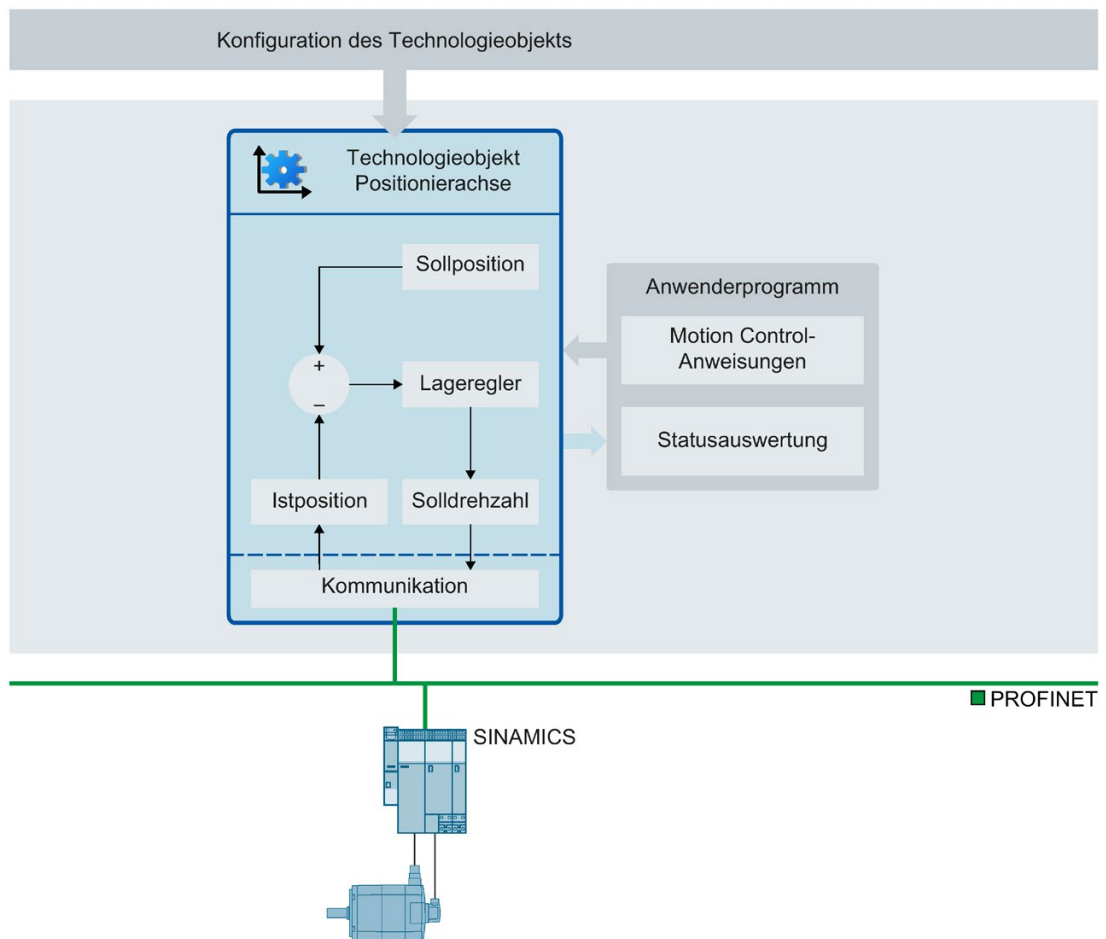 Konfiguration des Technologieobjekts
Technologieobjekt
Positionierachse
Sollposition
Anwenderprogramm
Motion Control-
Anweisungen
+
Lageregler
–
Statusauswertung
Istposition
Solldrehzahl
Kommunikation
PROFINET
SINAMICS